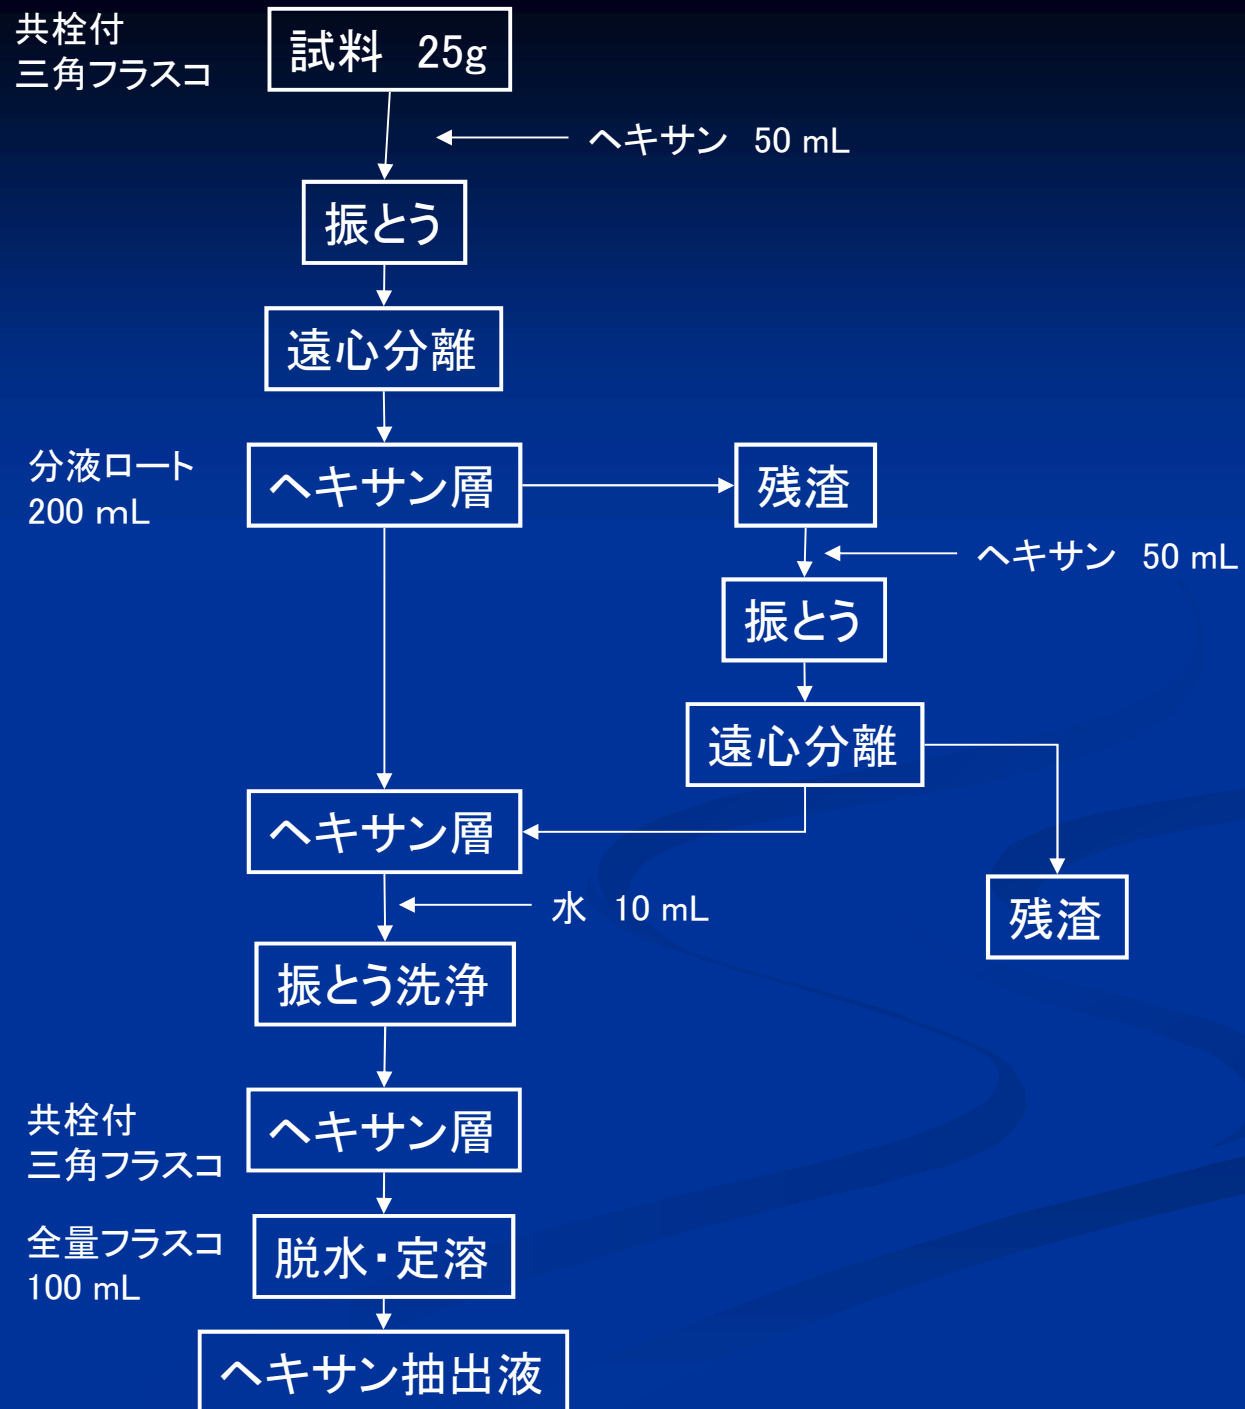 共栓付
三角フラスコ
試料　25g
ヘキサン　50 mL
振とう
遠心分離
分液ロート
200 mL
ヘキサン層
残渣
ヘキサン　50 mL
振とう
遠心分離
ヘキサン層
残渣
水　10 mL
振とう洗浄
共栓付
三角フラスコ
ヘキサン層
全量フラスコ
100 mL
脱水・定溶
ヘキサン抽出液